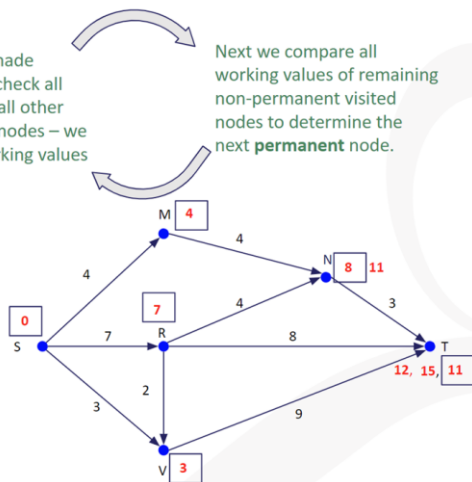 nade
check all
all other
nodes – we
rking values
Next we compare all
working values of remaining
non-permanent visited
nodes to determine the
next permanent node.
M 4
4
N 8 11
4
0
S
7
7
R
4
3
8
T
12, 15, 11
3
2
9
V 3